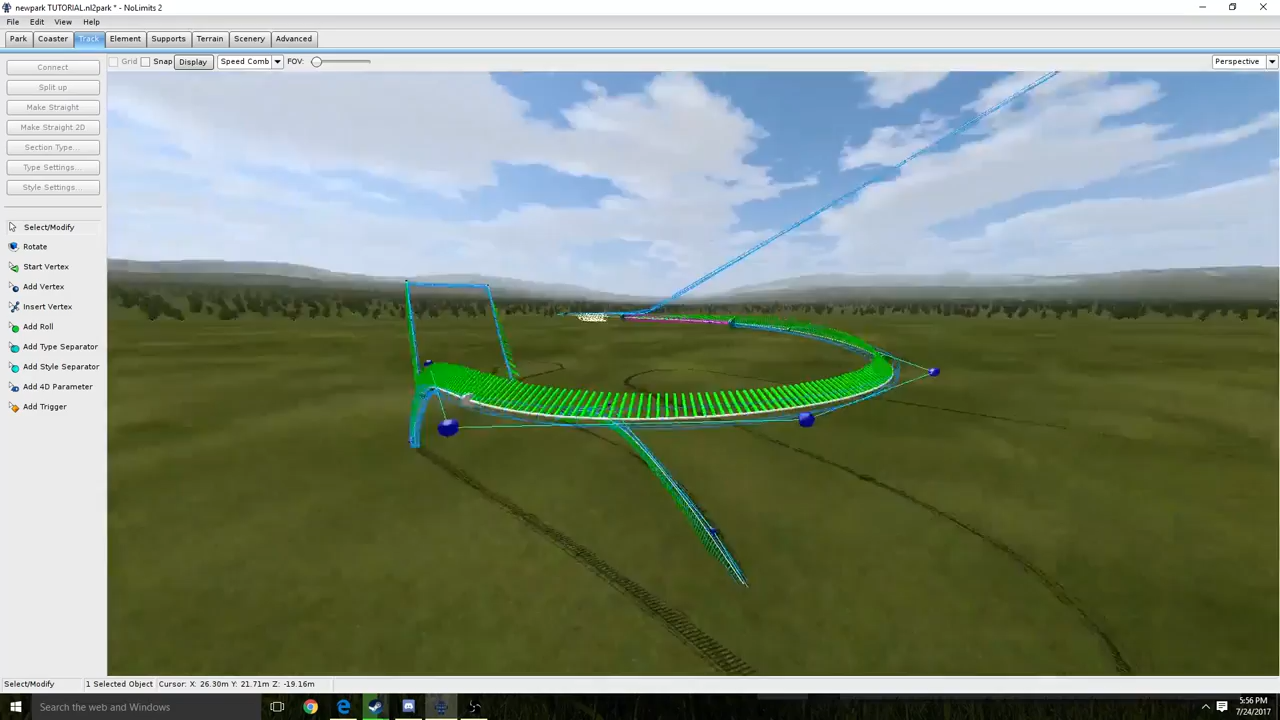 newpark TUTORIAL.nl2park * - NoLimits 2
File Edit View Help
Park Coaster Track Element Supports Terrain Scenery Advanced
Grid Snap Display Speed Comb FOV: Perspective
Connect
Split up
Make Straight
Make Straight 2D
Section Type...
Type Settings...
Style Settings...
Select/Modify
Rotate
Start Vertex
Add Vertex
Insert Vertex
Add Roll
Add Type Separator
Add Style Separator
Add 4D Parameter
Add Trigger
Select/Modify 1 Selected Object Cursor: X: 26.30m Y: 21.71m Z: -19.16m
Search the web and Windows
5:56 PM
7/24/2017